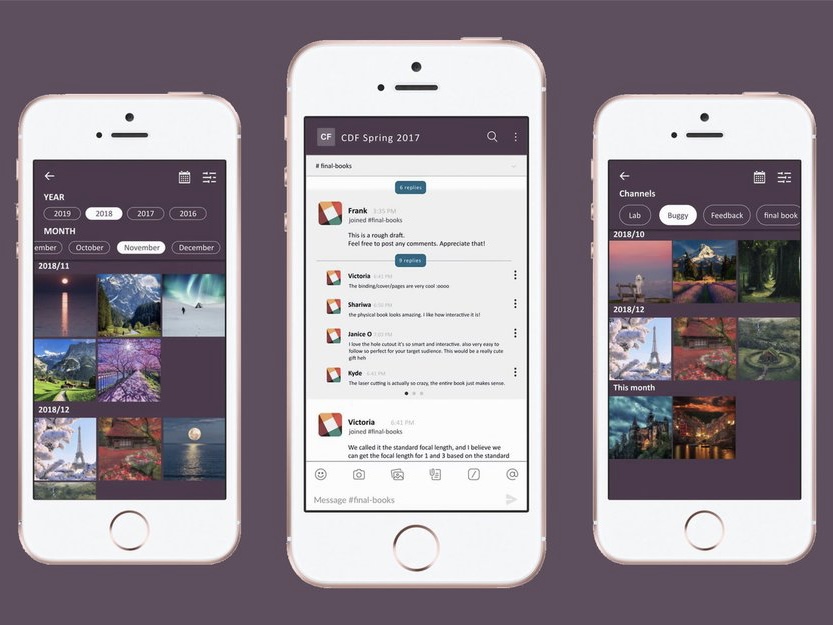 YEAR
2019 2018 2017 2016
MONTH
ember October November December
2018/11
2018/12
CF CDF Spring 2017
# final-books
6 replies
Frank 3:35 PM
joined #final-books
This is a rough draft.
Feel free to post any comments. Appreciate that!
9 replies
Victoria 6:41 PM
The binding/cover/pages are very cool :oooo
Shariwa
the physical book looks amazing. I like how interactive it is!
Janice O
I love the hole cutout it's so smart and interactive. also very easy to
follow so perfect for your target audience. This would be a really cute
gift heh
Kyde 6:41 PM
The laser cutting is actually so crazy, the entire book just makes sense.
Victoria 6:41 PM
joined #final-books
We called it the standard focal length, and I believe we
can get the focal length for 1 and 3 based on the standard
Message #final-books
Channels
Lab Buggy Feedback final book
2018/10
2018/12
This month